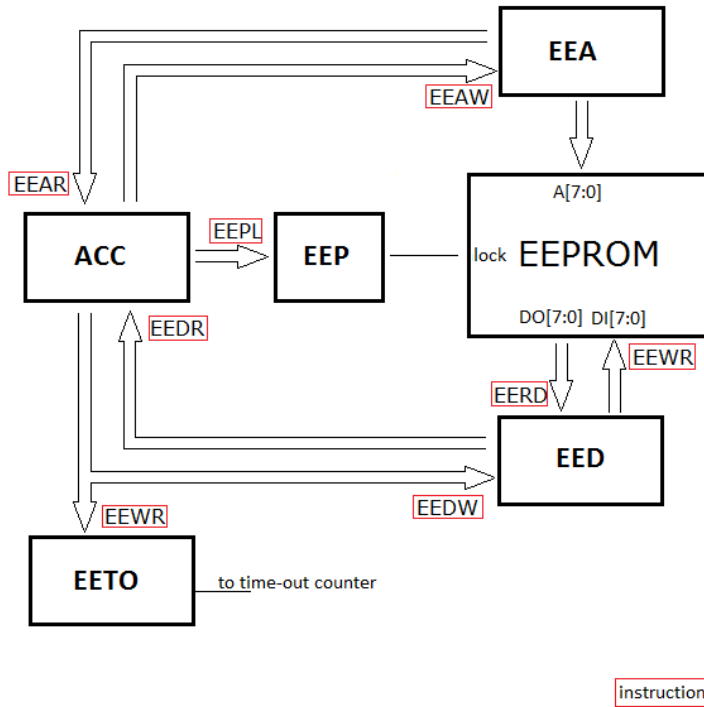 EEA
EEAW
EEAR
A[7:0]
ACC
EEPL
EEP
lock
EEPROM
DO[7:0] DI[7:0]
EEDR
EEWR
EERD
EED
EEDW
EEWR
EETO
to time-out counter
instruction